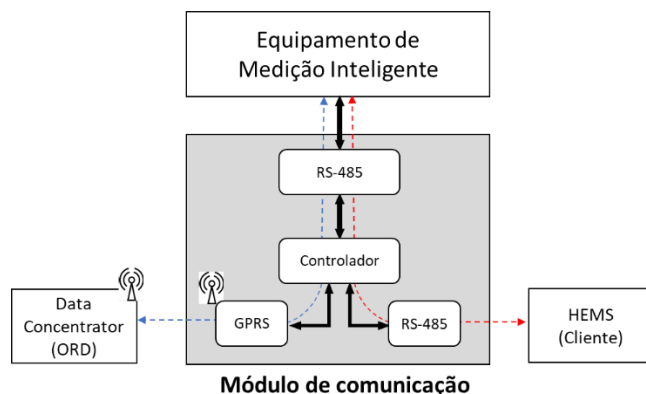 Equipamento de
Medição Inteligente
RS-485
Controlador
Data
Concentrator
(ORD)
GPRS
RS-485
HEMS
(Cliente)
Módulo de comunicação